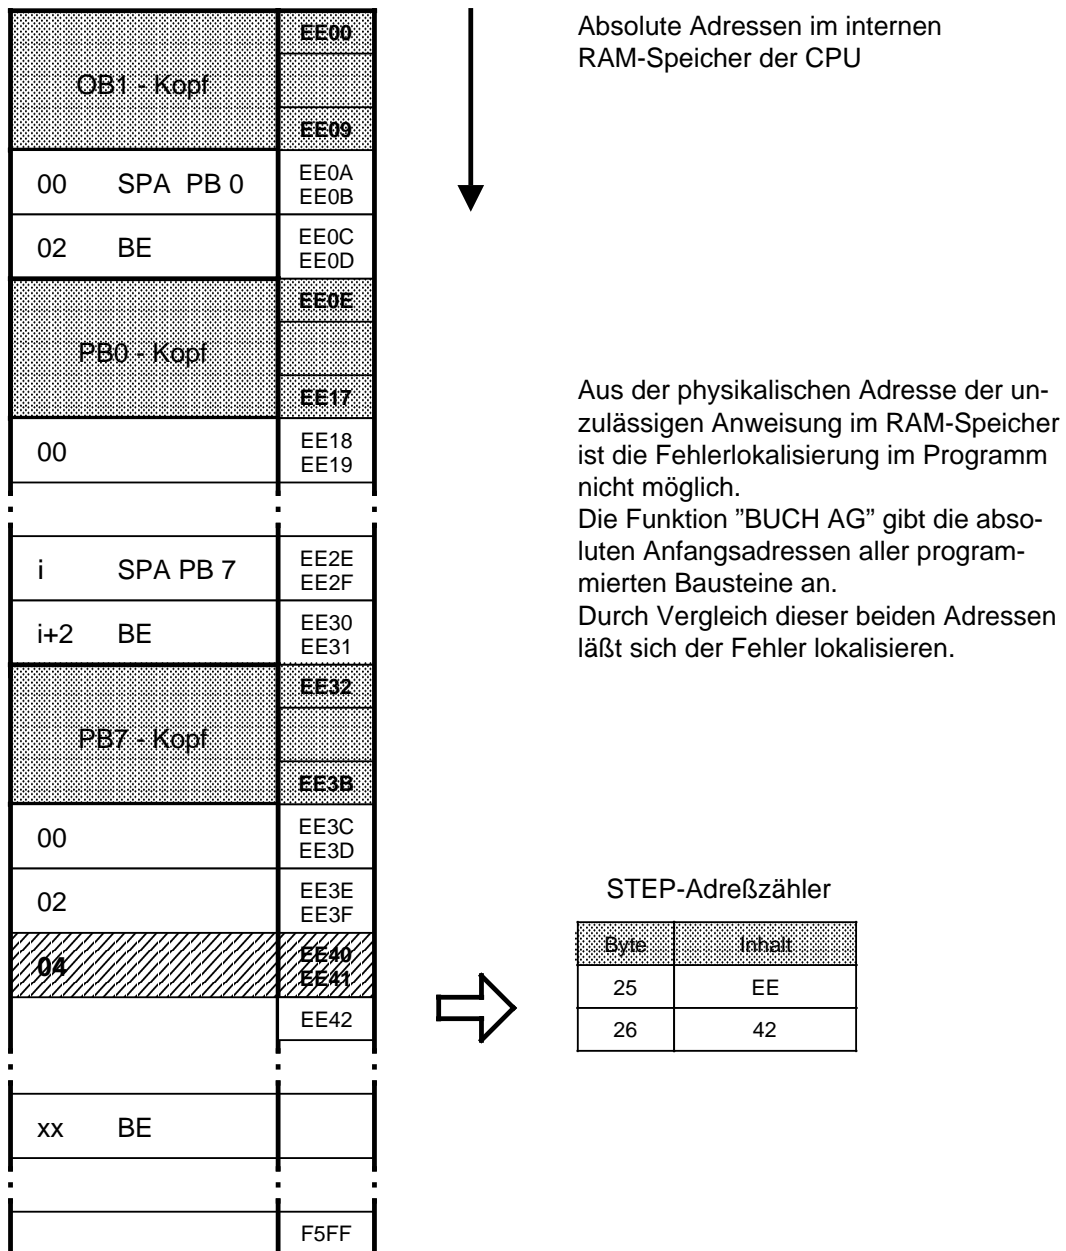 EE00
OB1 - Kopf
EE09
00 SPA PB 0 EE0A
EE0B
02 BE EE0C
EE0D
EE0E
PB0 - Kopf
EE17
00 EE18
EE19
i SPA PB 7 EE2E
EE2F
i+2 BE EE30
EE31
EE32
PB7 - Kopf
EE3B
00 EE3C
EE3D
02 EE3E
EE3F
04 EE40
EE41
EE42
xx BE
F5FF
Absolute Adressen im internen
RAM-Speicher der CPU
Aus der physikalischen Adresse der un-
zulässigen Anweisung im RAM-Speicher
ist die Fehlerlokalisierung im Programm
nicht möglich.
Die Funktion ”BUCH AG” gibt die abso-
luten Anfangsadressen aller program-
mierten Bausteine an.
Durch Vergleich dieser beiden Adressen
läßt sich der Fehler lokalisieren.
STEP-Adreßzähler
Byte Inhalt
25 EE
26 42